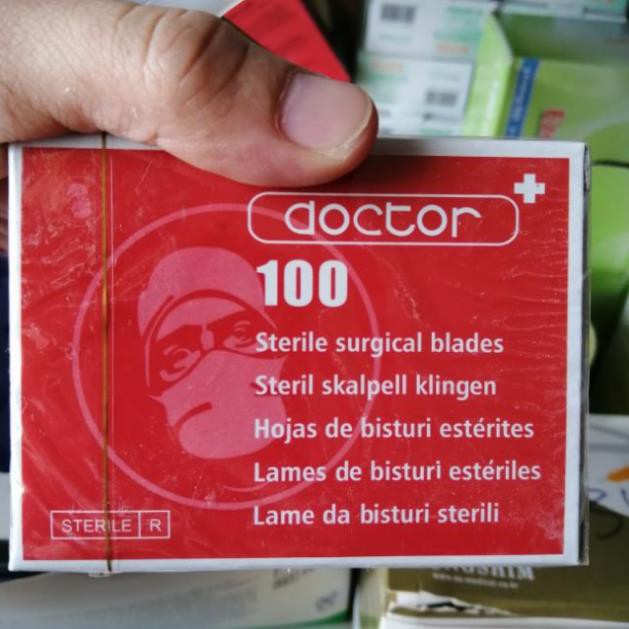 doctor
100
Sterile surgical blades
Steril skalpell klingen
Hojas de bisturi estérites
Lames de bisturi estériles
Lame da bisturi sterili
STERILE R